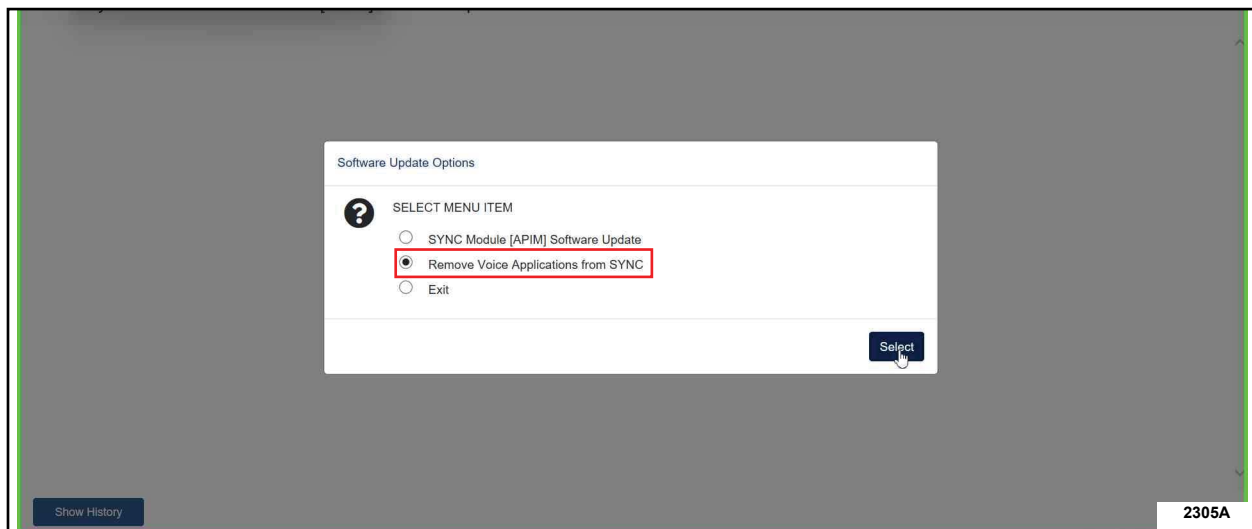 Software Update Options
SELECT MENU ITEM
SYNC Module [APIM] Software Update
Remove Voice Applications from SYNC
Exit
Select
Show History
2305A